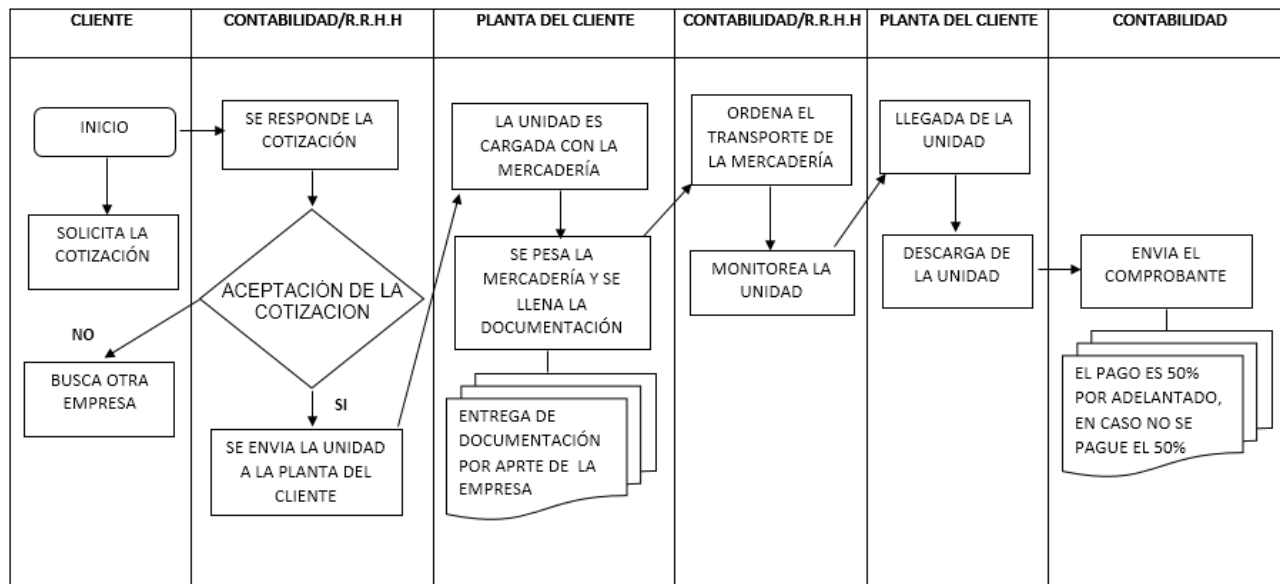 CLIENTE
CONTABILIDAD/R.R.H.H
PLANTA DEL CLIENTE
CONTABILIDAD/R.R.H.H
PLANTA DEL CLIENTE
CONTABILIDAD
INICIO
SOLICITA LA
COTIZACIÓN
NO
BUSCA OTRA
EMPRESA
SE RESPONDE LA
COTIZACIÓN
ACEPTACIÓN DE LA
COTIZACION
SI
SE ENVIA LA UNIDAD
A LA PLANTA DEL
CLIENTE
LA UNIDAD ES
CARGADA CON LA
MERCADERÍA
SE PESA LA
MERCADERÍA Y SE
LLENA LA
DOCUMENTACIÓN
ENTREGA DE
DOCUMENTACIÓN
POR APRTE DE LA
EMPRESA
ORDENA EL
TRANSPORTE DE
LA MERCADERÍA
MONITOREA LA
UNIDAD
LLEGADA DE LA
UNIDAD
DESCARGA DE
LA UNIDAD
ENVIA EL
COMPROBANTE
EL PAGO ES 50%
POR ADELANTADO,
EN CASO NO SE
PAGUE EL 50%